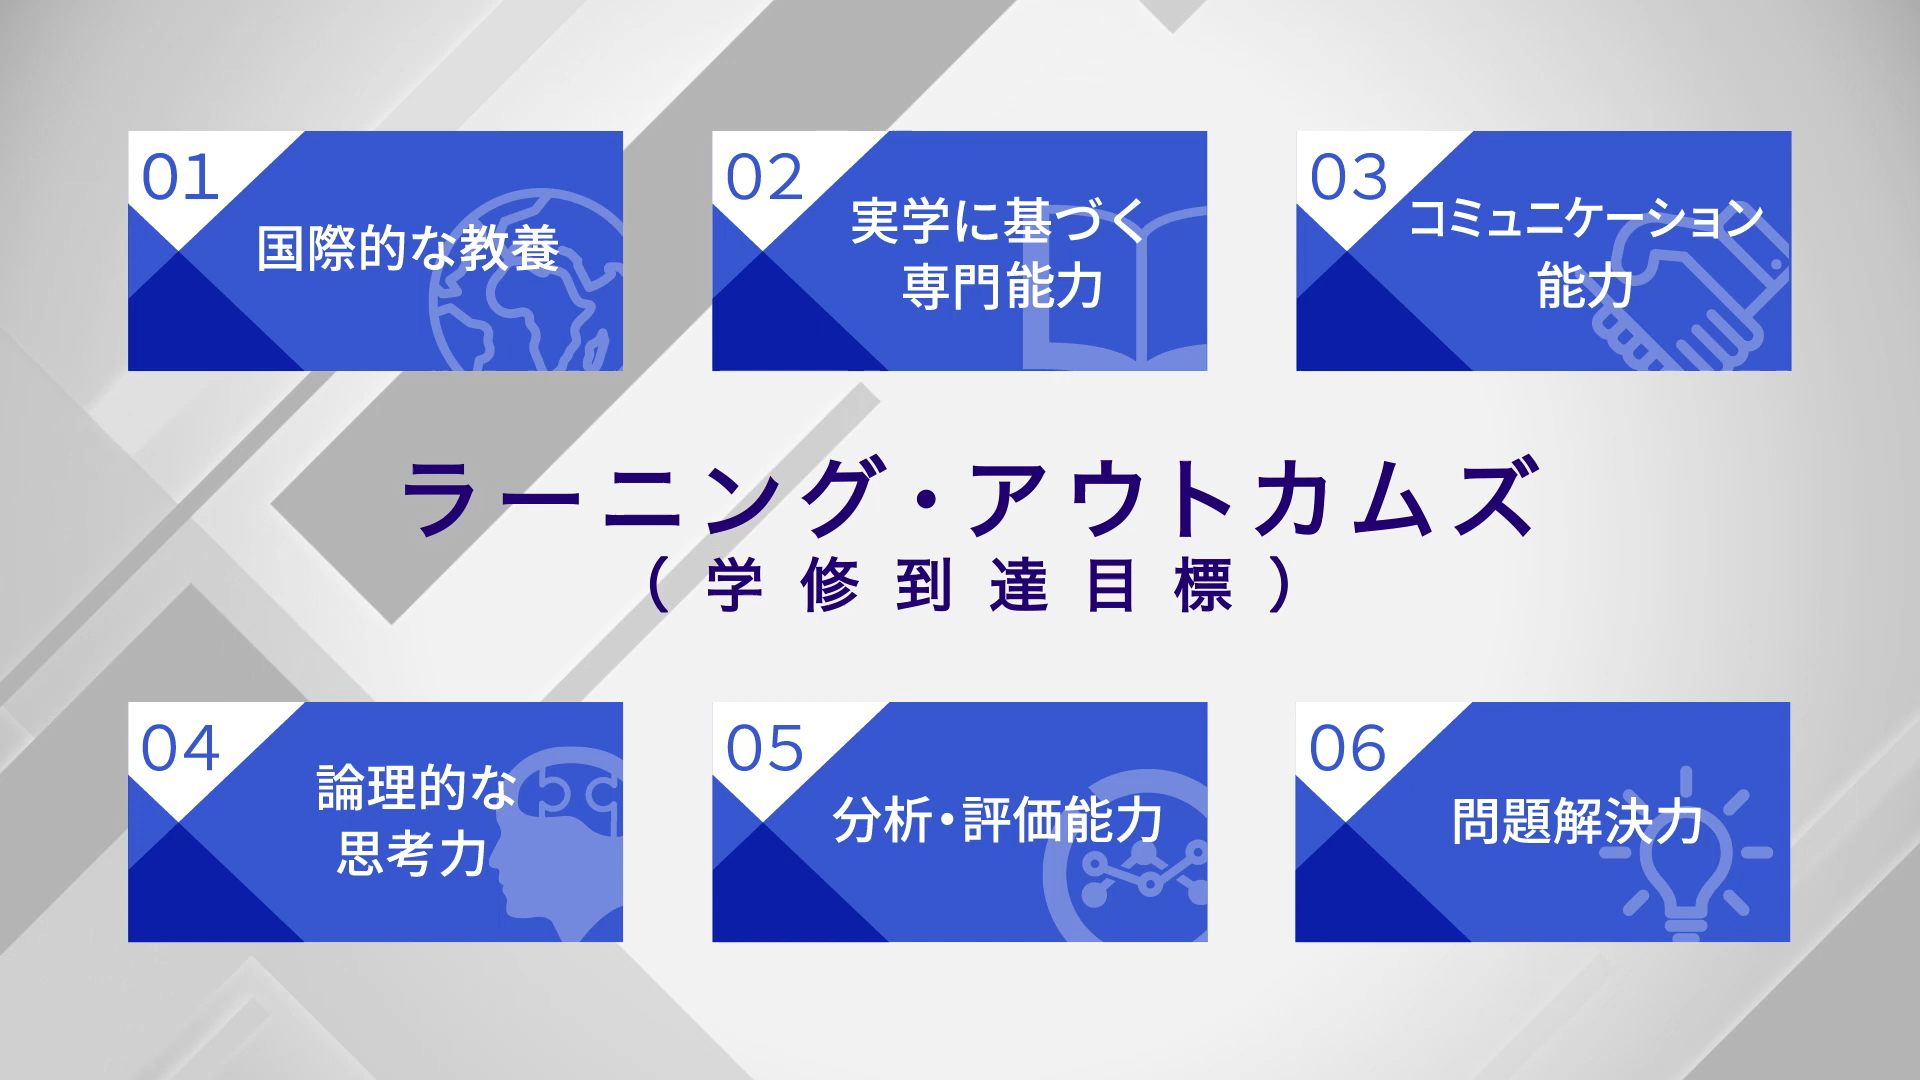 01
国際的な教養
02
実学に基づく
専門能力
03
コミュニケーション
能力
ラーニング・アウトカムズ
（学修到達目標）
04
論理的な
思考力
05
分析・評価能力
06
問題解決力